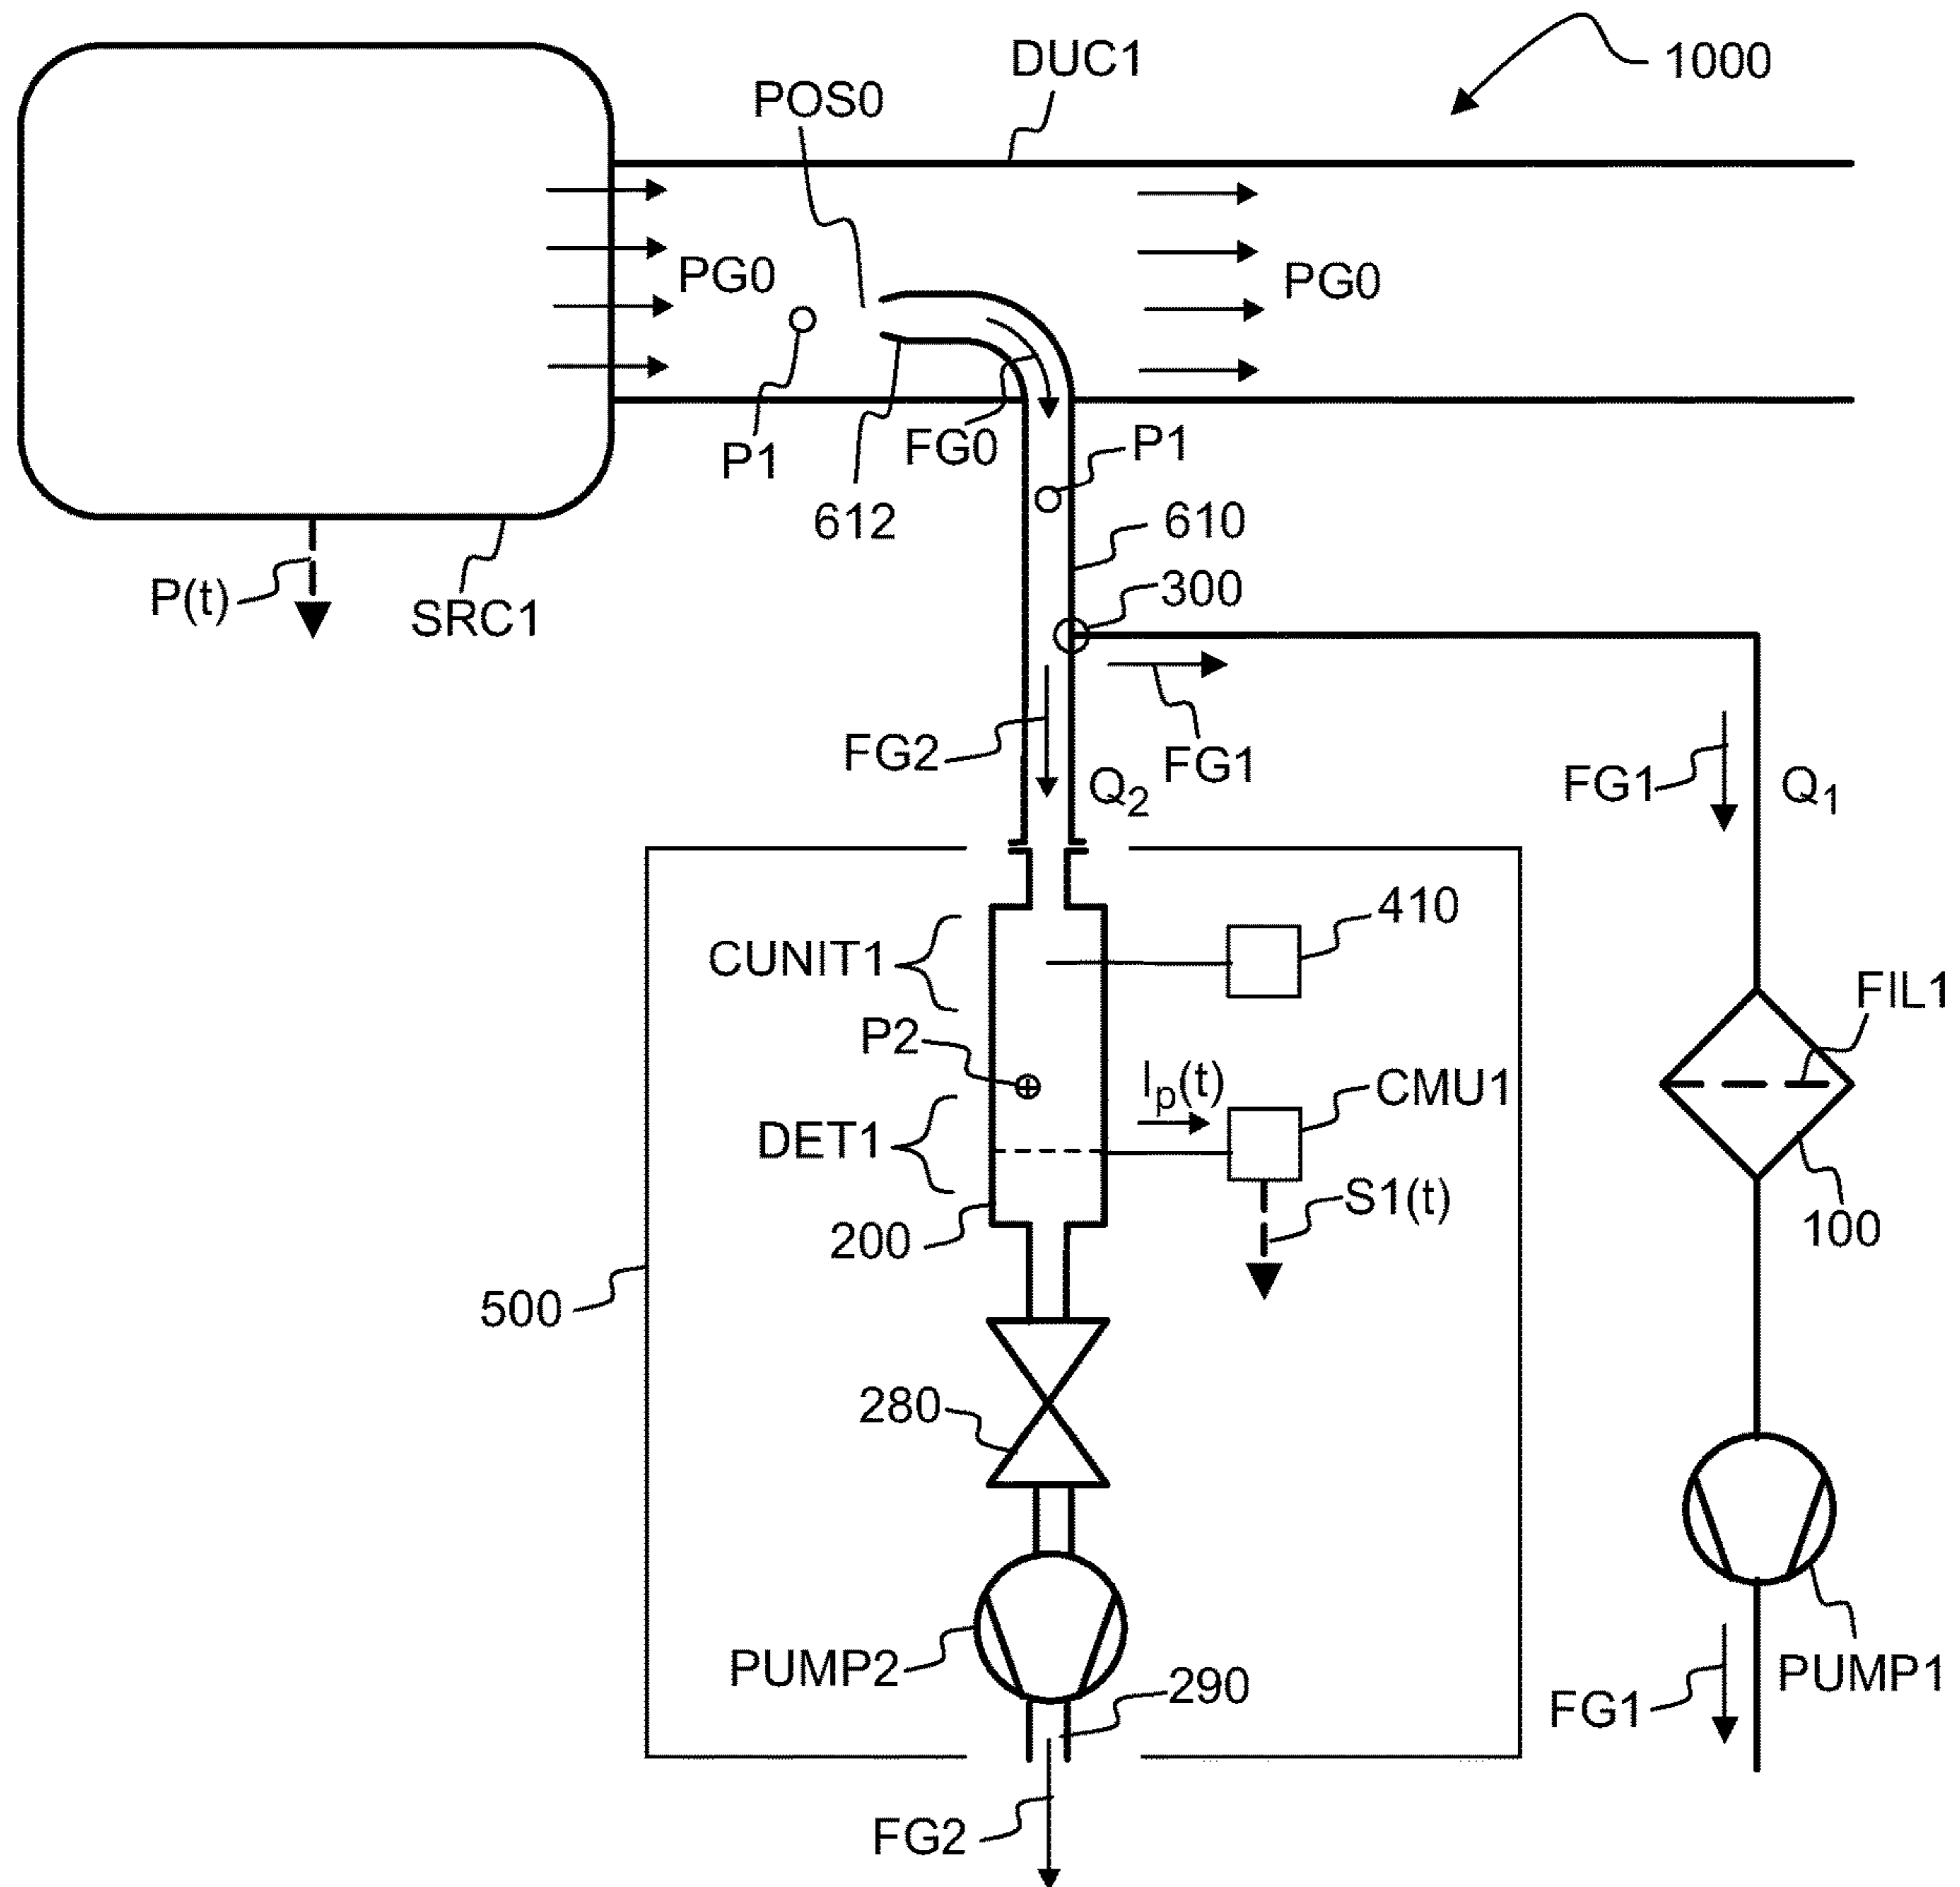 DUC1
1000
POS0
PG0
PG0
P1
FG0
P1
612
610
300
P(t)
SRC1
FG2
FG1
Q2
FG1
Q1
410
CUNIT1
FIL1
P2
Ip(t)
CMU1
DET1
S1(t)
200
100
500
280
PUMP2
290
PUMP1
FG1
FG2